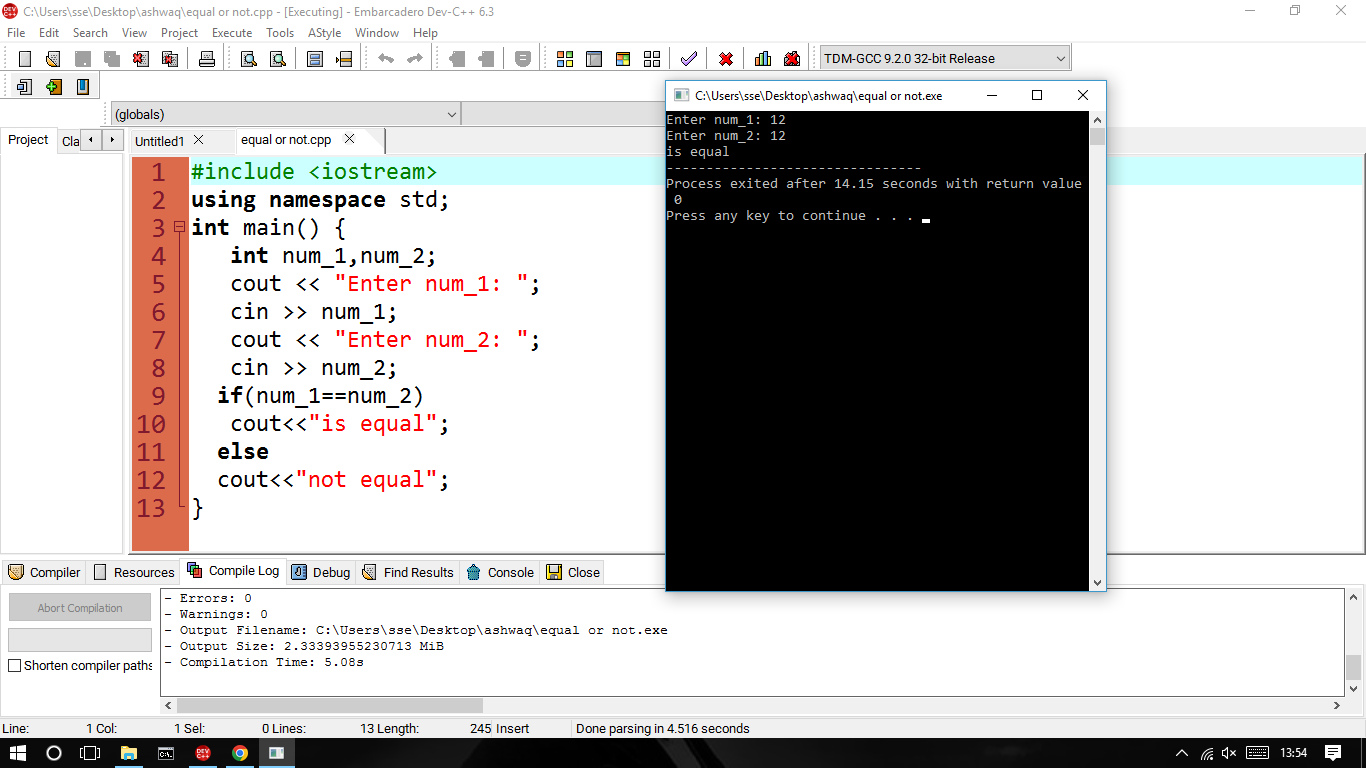 C:\Users\sse\Desktop\ashwaq\equal or not.cpp - [Executing] - Embarcadero Dev-C++ 6.3
File Edit Search View Project Execute Tools AStyle Window Help
TDM-GCC 9.2.0 32-bit Release
(globals)
Project Cla
Untitled1 equal or not.cpp
1 #include <iostream>
2 using namespace std;
3 int main() {
4 int num_1,num_2;
5 cout << "Enter num_1: ";
6 cin >> num_1;
7 cout << "Enter num_2: ";
8 cin >> num_2;
9 if(num_1==num_2)
10 cout<<"is equal";
11 else
12 cout<<"not equal";
13 }
C:\Users\sse\Desktop\ashwaq\equal or not.exe
Enter num_1: 12
Enter num_2: 12
is equal
--------------------------------
Process exited after 14.15 seconds with return value
0
Press any key to continue . . .
Compiler Resources Compile Log Debug Find Results Console Close
Abort Compilation
Shorten compiler paths
- Errors: 0
- Warnings: 0
- Output Filename: C:\Users\sse\Desktop\ashwaq\equal or not.exe
- Output Size: 2.33393955230713 MiB
- Compilation Time: 5.08s
Line: 1 Col: 1 Sel: 0 Lines: 13 Length: 245 Insert Done parsing in 4.516 seconds
DEV C++
13:54